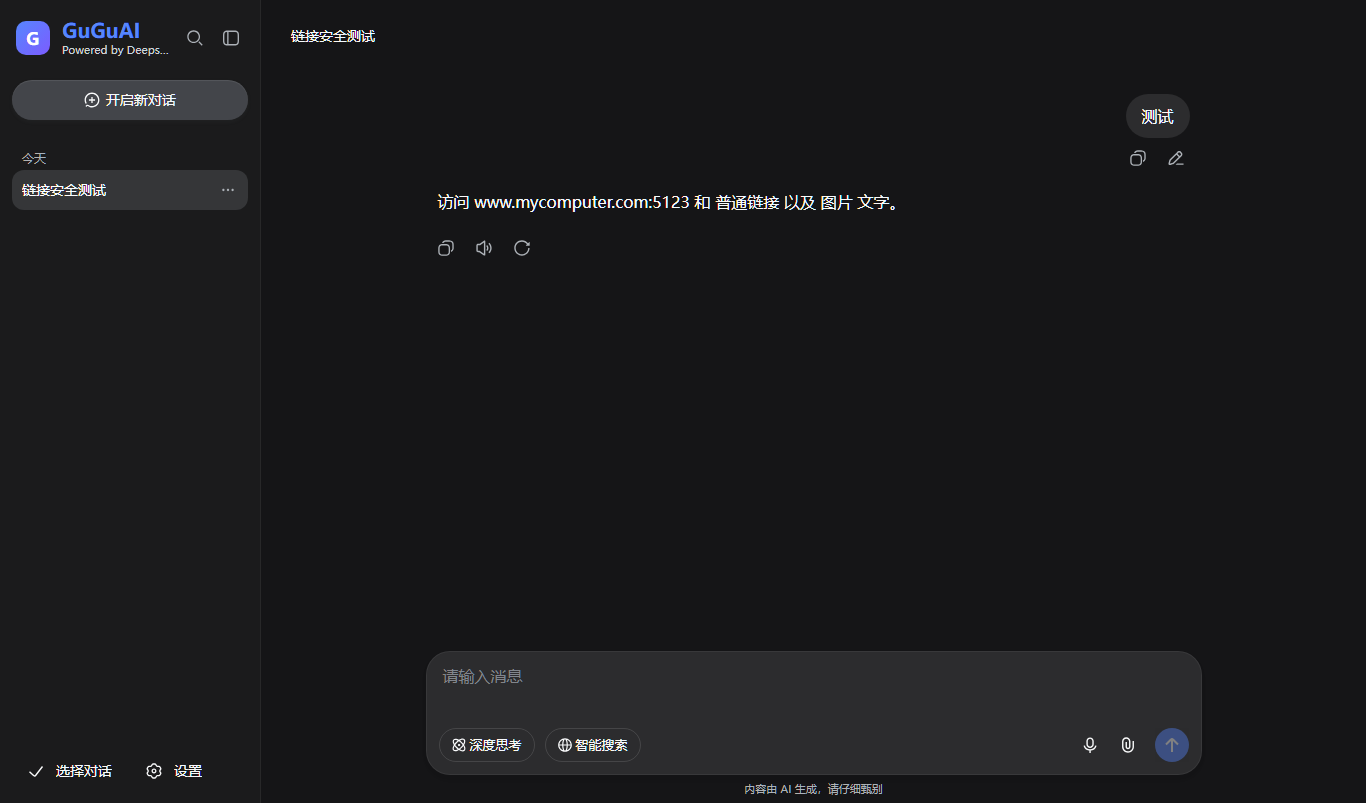 G
GuGuAI
Powered by Deeps...
开启新对话
今天
链接安全测试
选择对话
设置
链接安全测试
测试
访问 www.mycomputer.com:5123 和 普通链接 以及 图片 文字。
请输入消息
深度思考
智能搜索
内容由 AI 生成，请仔细甄别